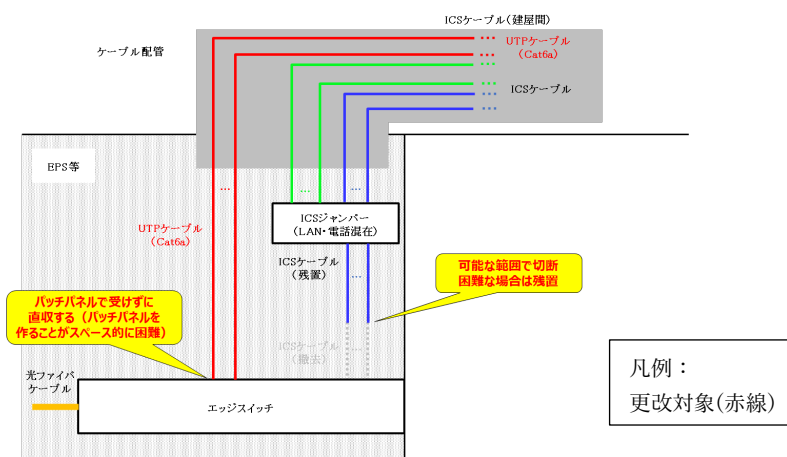 ICSケーブル(建屋間)
ケーブル配管
UTPケーブル
(Cat6a)
ICSケーブル
EPS等
UTPケーブル
(Cat6a)
ICSジャンパー
(LAN・電話混在)
ICSケーブル
(残置)
可能な範囲で切断
困難な場合は残置
パッチパネルで受けずに
直収する（パッチパネルを
作ることがスペース的に困難）
ICSケーブル
(撤去)
光ファイバ
ケーブル
エッジスイッチ
凡例：
更改対象(赤線)